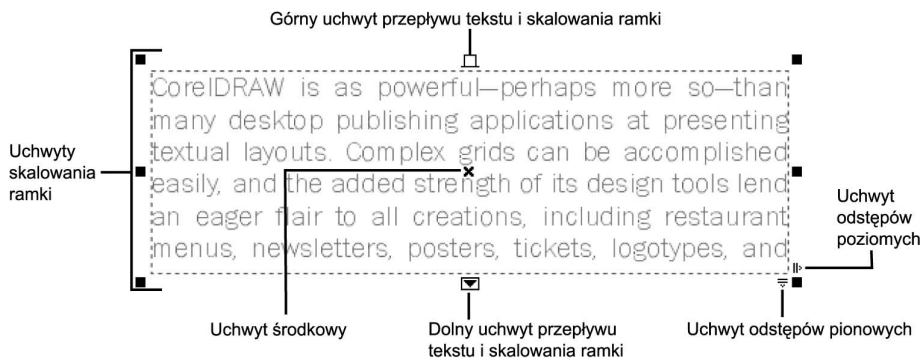 Górny uchwyt przepływu tekstu i skalowania ramki
CorelDRAW is as powerful—perhaps more so—than
many desktop publishing applications at presenting
textual layouts. Complex grids can be accomplished
easily, and the added strength of its design tools lend
an eager flair to all creations, including restaurant
menus, newsletters, posters, tickets, logotypes, and
Uchwyty
skalowania
ramki
Uchwyt
odstępów
poziomych
Uchwyt środkowy
Dolny uchwyt przepływu
tekstu i skalowania ramki
Uchwyt odstępów pionowych